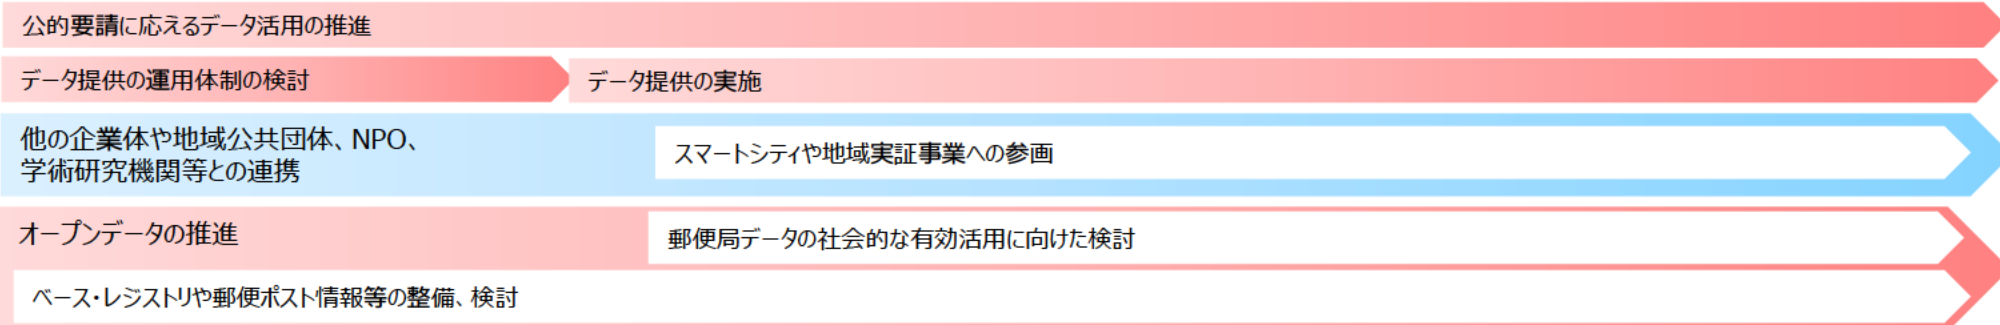 公的要請に応えるデータ活用の推進
データ提供の運用体制の検討
データ提供の実施
他の企業体や地域公共団体、NPO、
学術研究機関等との連携
スマートシティや地域実証事業への参画
オープンデータの推進
郵便局データの社会的な有効活用に向けた検討
ベース・レジストリや郵便ポスト情報等の整備、検討